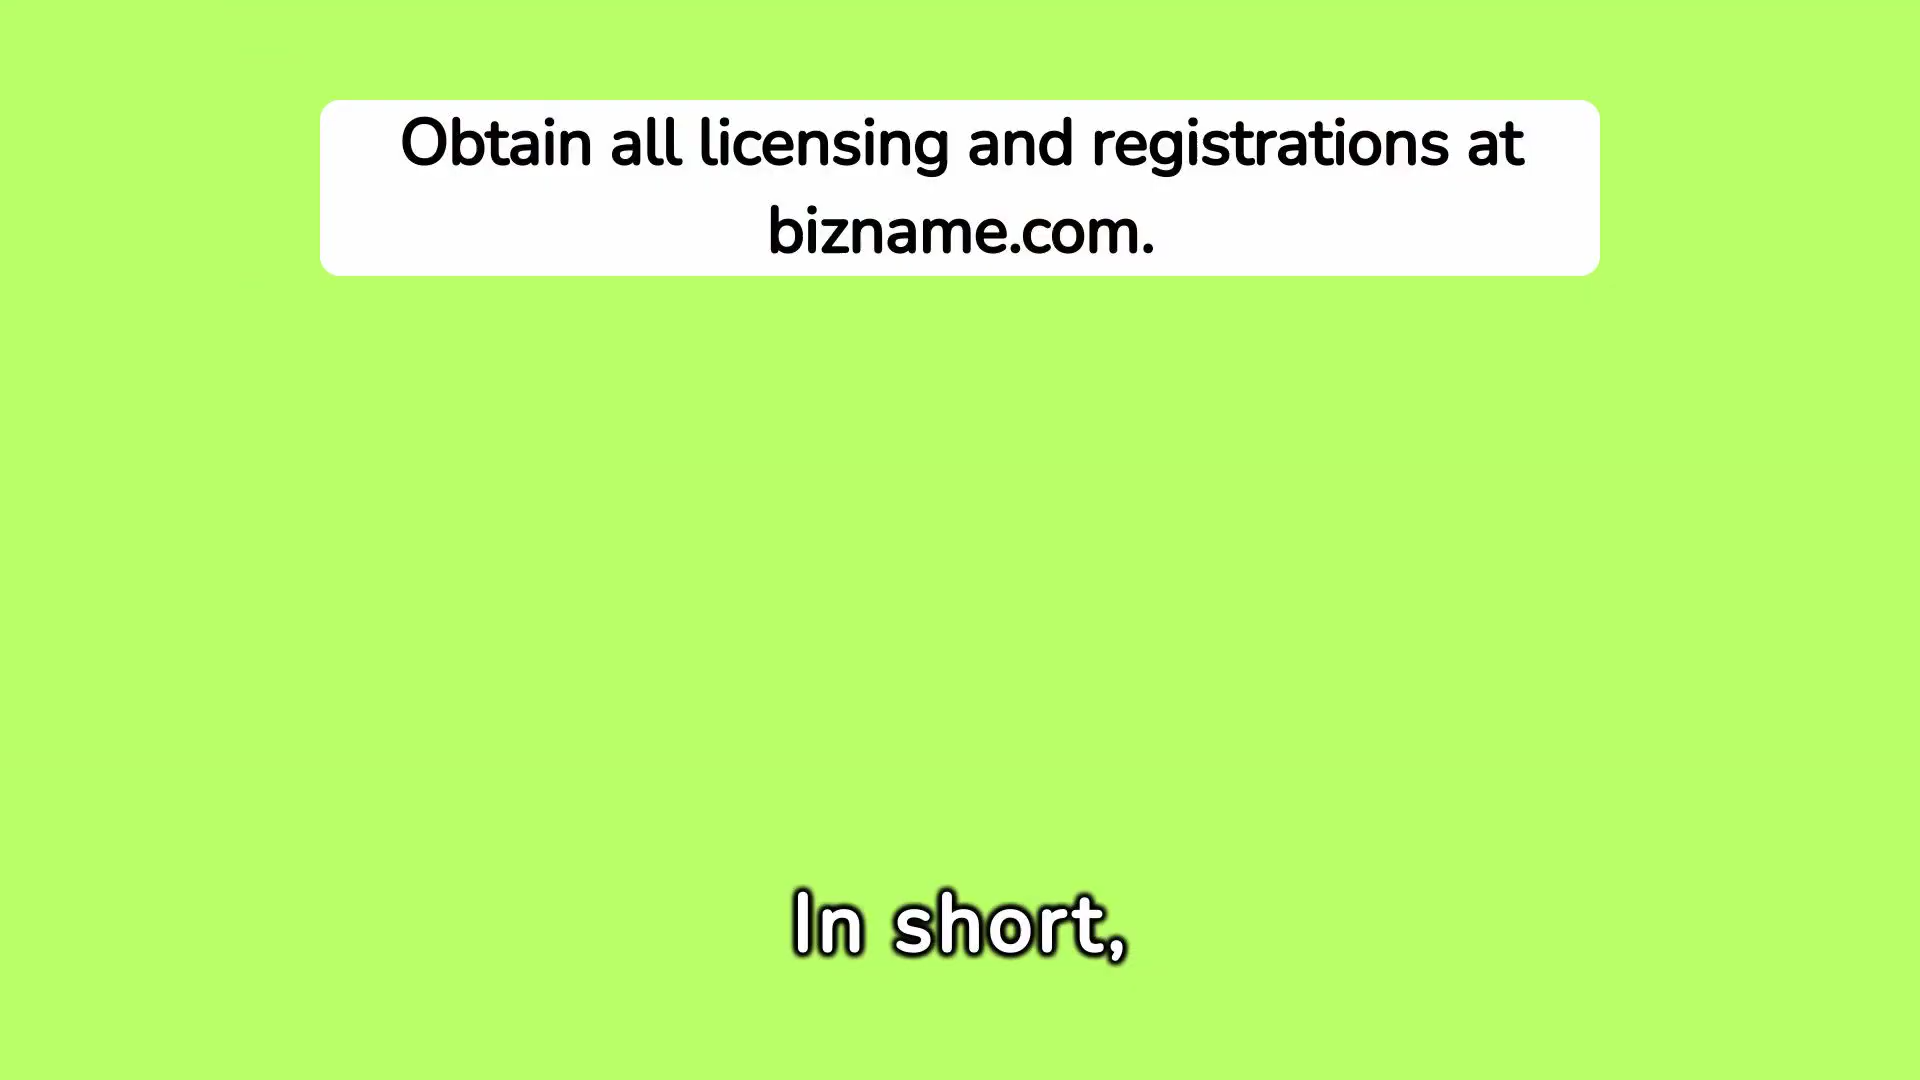 Obtain all licensing and registrations at
bizname.com.
In short,